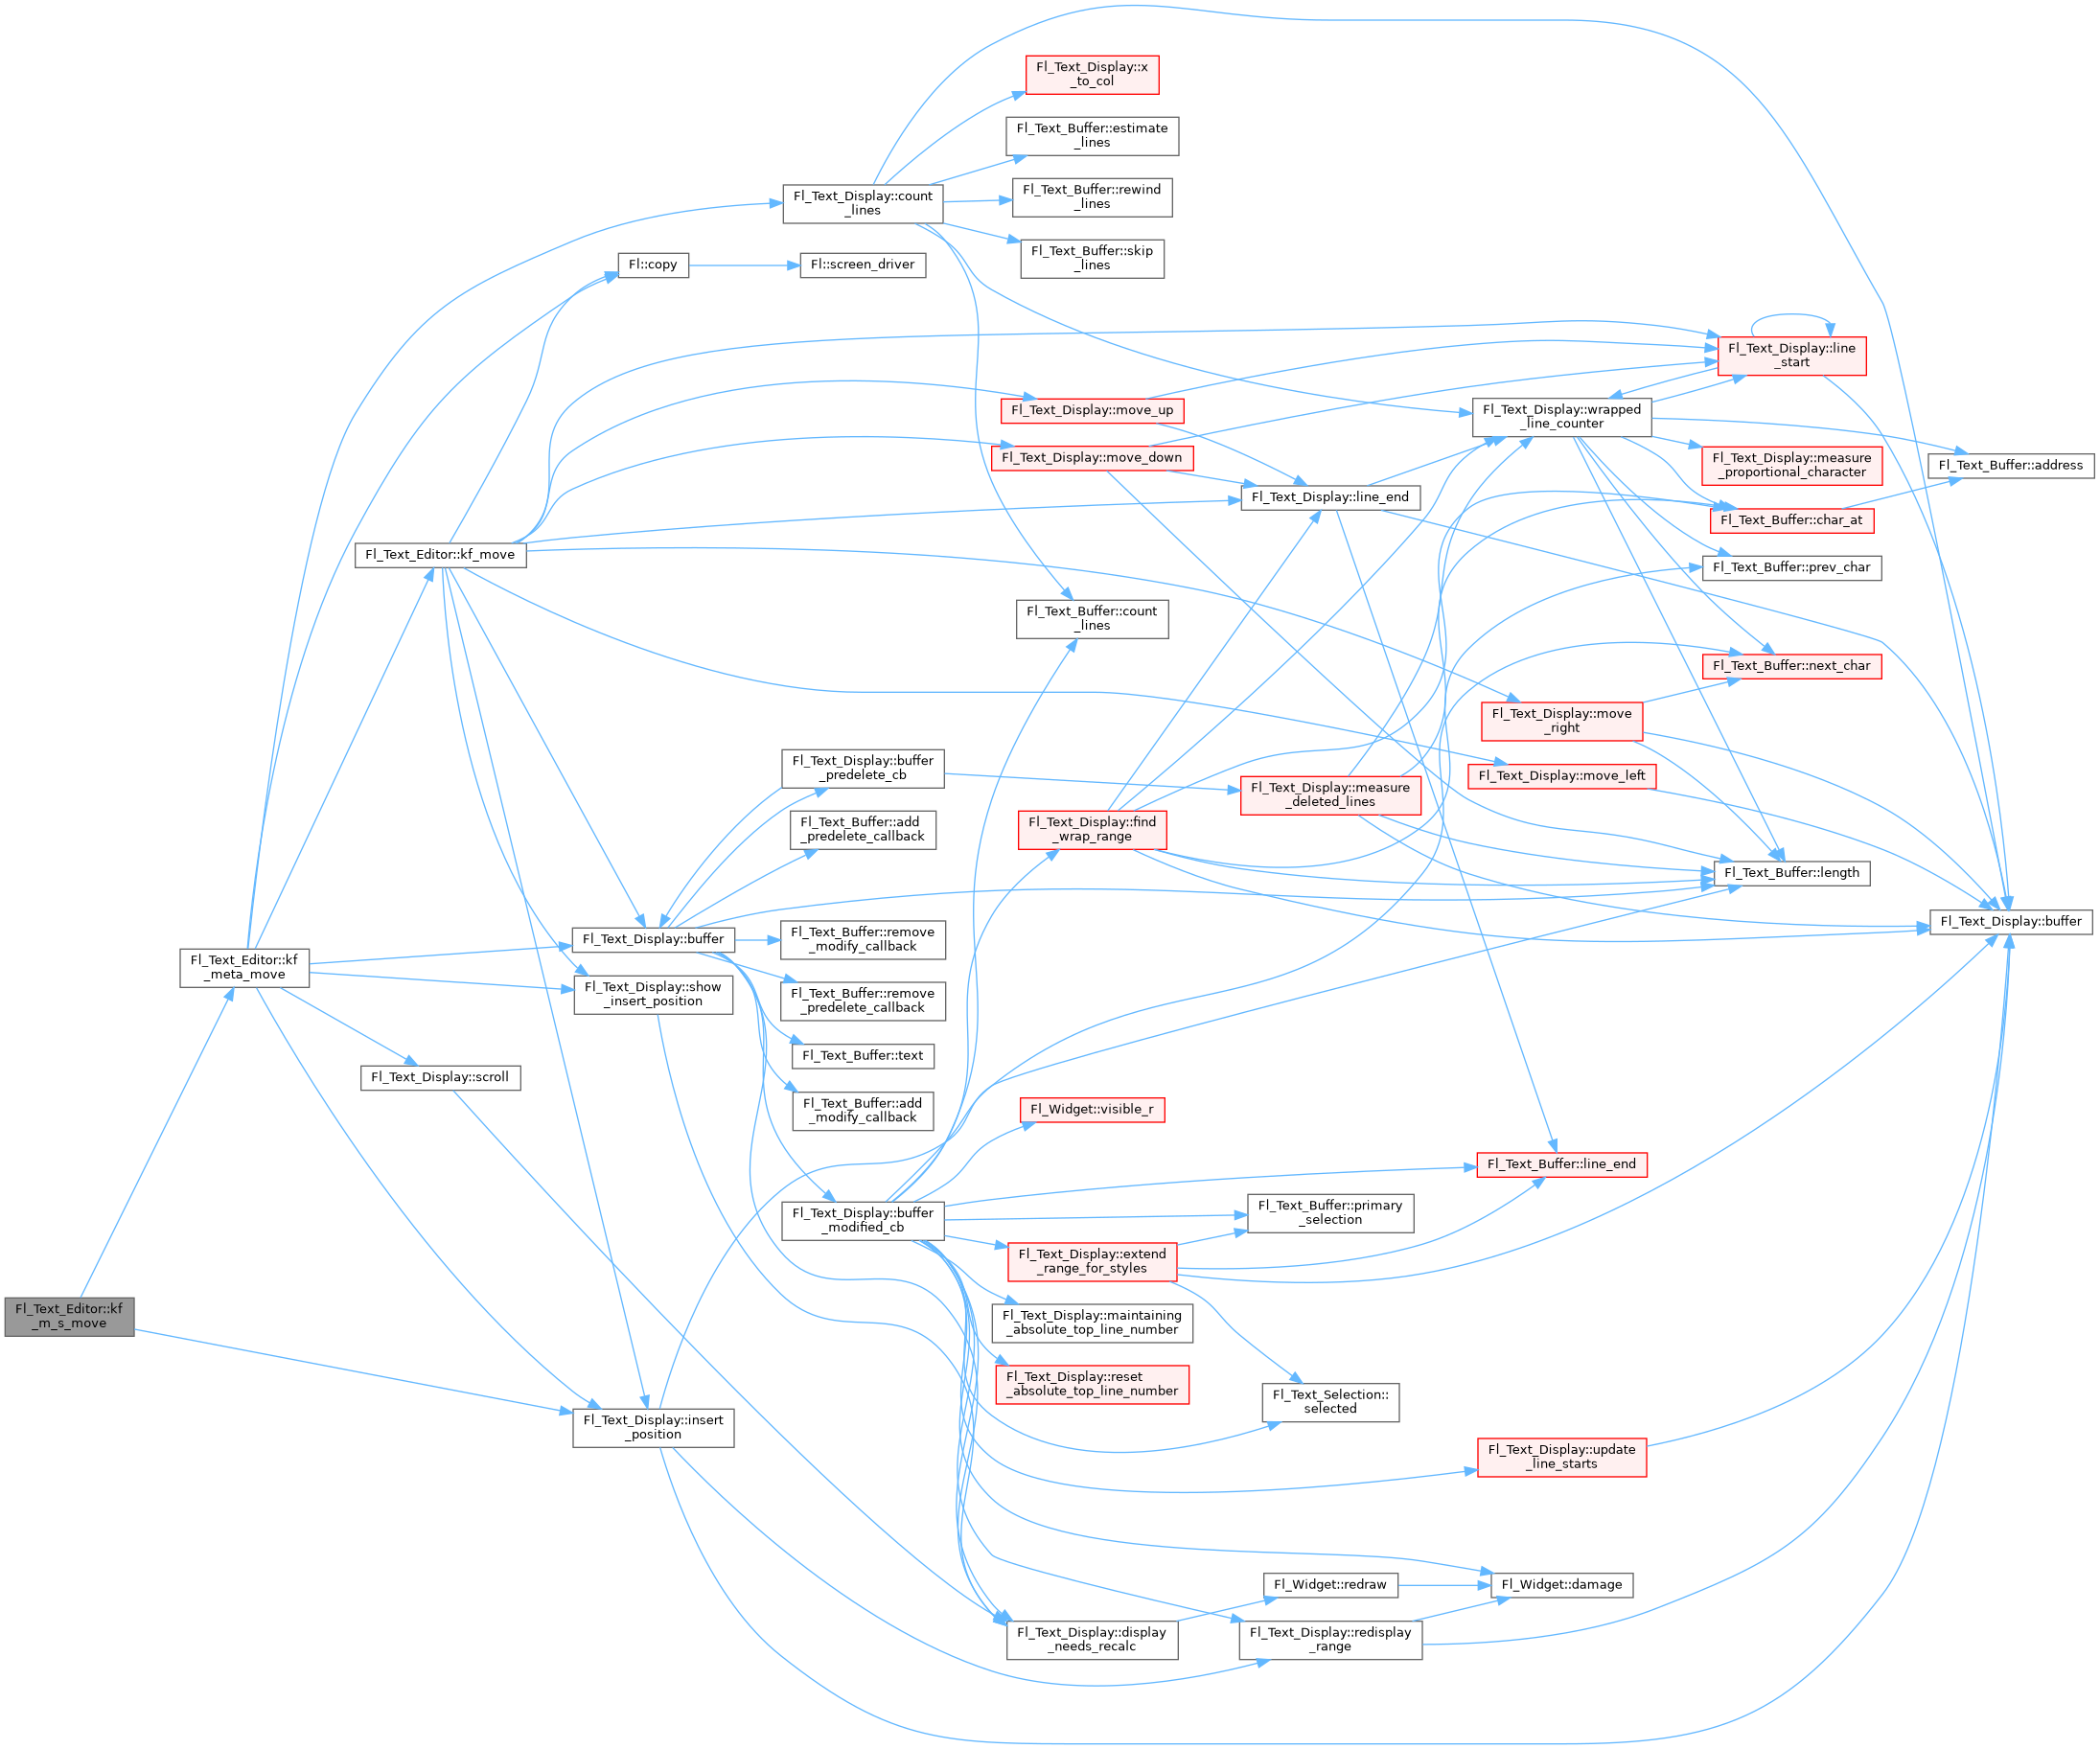 Fl_Text_Editor::kf
_m_s_move
Fl_Text_Editor::kf
_meta_move
Fl_Text_Editor::kf_move
Fl_Text_Display::scroll
Fl::copy
Fl_Text_Display::buffer
Fl_Text_Display::show
_insert_position
Fl_Text_Display::insert
_position
Fl_Text_Display::count
_lines
Fl::screen_driver
Fl_Text_Display::buffer
_predelete_cb
Fl_Text_Buffer::add
_predelete_callback
Fl_Text_Buffer::remove
_modify_callback
Fl_Text_Buffer::remove
_predelete_callback
Fl_Text_Buffer::text
Fl_Text_Buffer::add
_modify_callback
Fl_Text_Display::buffer
_modified_cb
Fl_Text_Display::x
_to_col
Fl_Text_Buffer::estimate
_lines
Fl_Text_Buffer::rewind
_lines
Fl_Text_Buffer::skip
_lines
Fl_Text_Display::move_up
Fl_Text_Display::move_down
Fl_Text_Buffer::count
_lines
Fl_Text_Display::find
_wrap_range
Fl_Widget::visible_r
Fl_Text_Display::extend
_range_for_styles
Fl_Text_Display::maintaining
_absolute_top_line_number
Fl_Text_Display::reset
_absolute_top_line_number
Fl_Text_Display::display
_needs_recalc
Fl_Text_Display::line_end
Fl_Text_Display::measure
_deleted_lines
Fl_Text_Buffer::primary
_selection
Fl_Text_Selection::
selected
Fl_Widget::redraw
Fl_Text_Display::redisplay
_range
Fl_Text_Display::wrapped
_line_counter
Fl_Text_Display::move
_right
Fl_Text_Display::move_left
Fl_Text_Buffer::line_end
Fl_Text_Display::update
_line_starts
Fl_Widget::damage
Fl_Text_Display::line
_start
Fl_Text_Display::measure
_proportional_character
Fl_Text_Buffer::char_at
Fl_Text_Buffer::prev_char
Fl_Text_Buffer::next_char
Fl_Text_Buffer::length
Fl_Text_Buffer::address
Fl_Text_Display::buffer